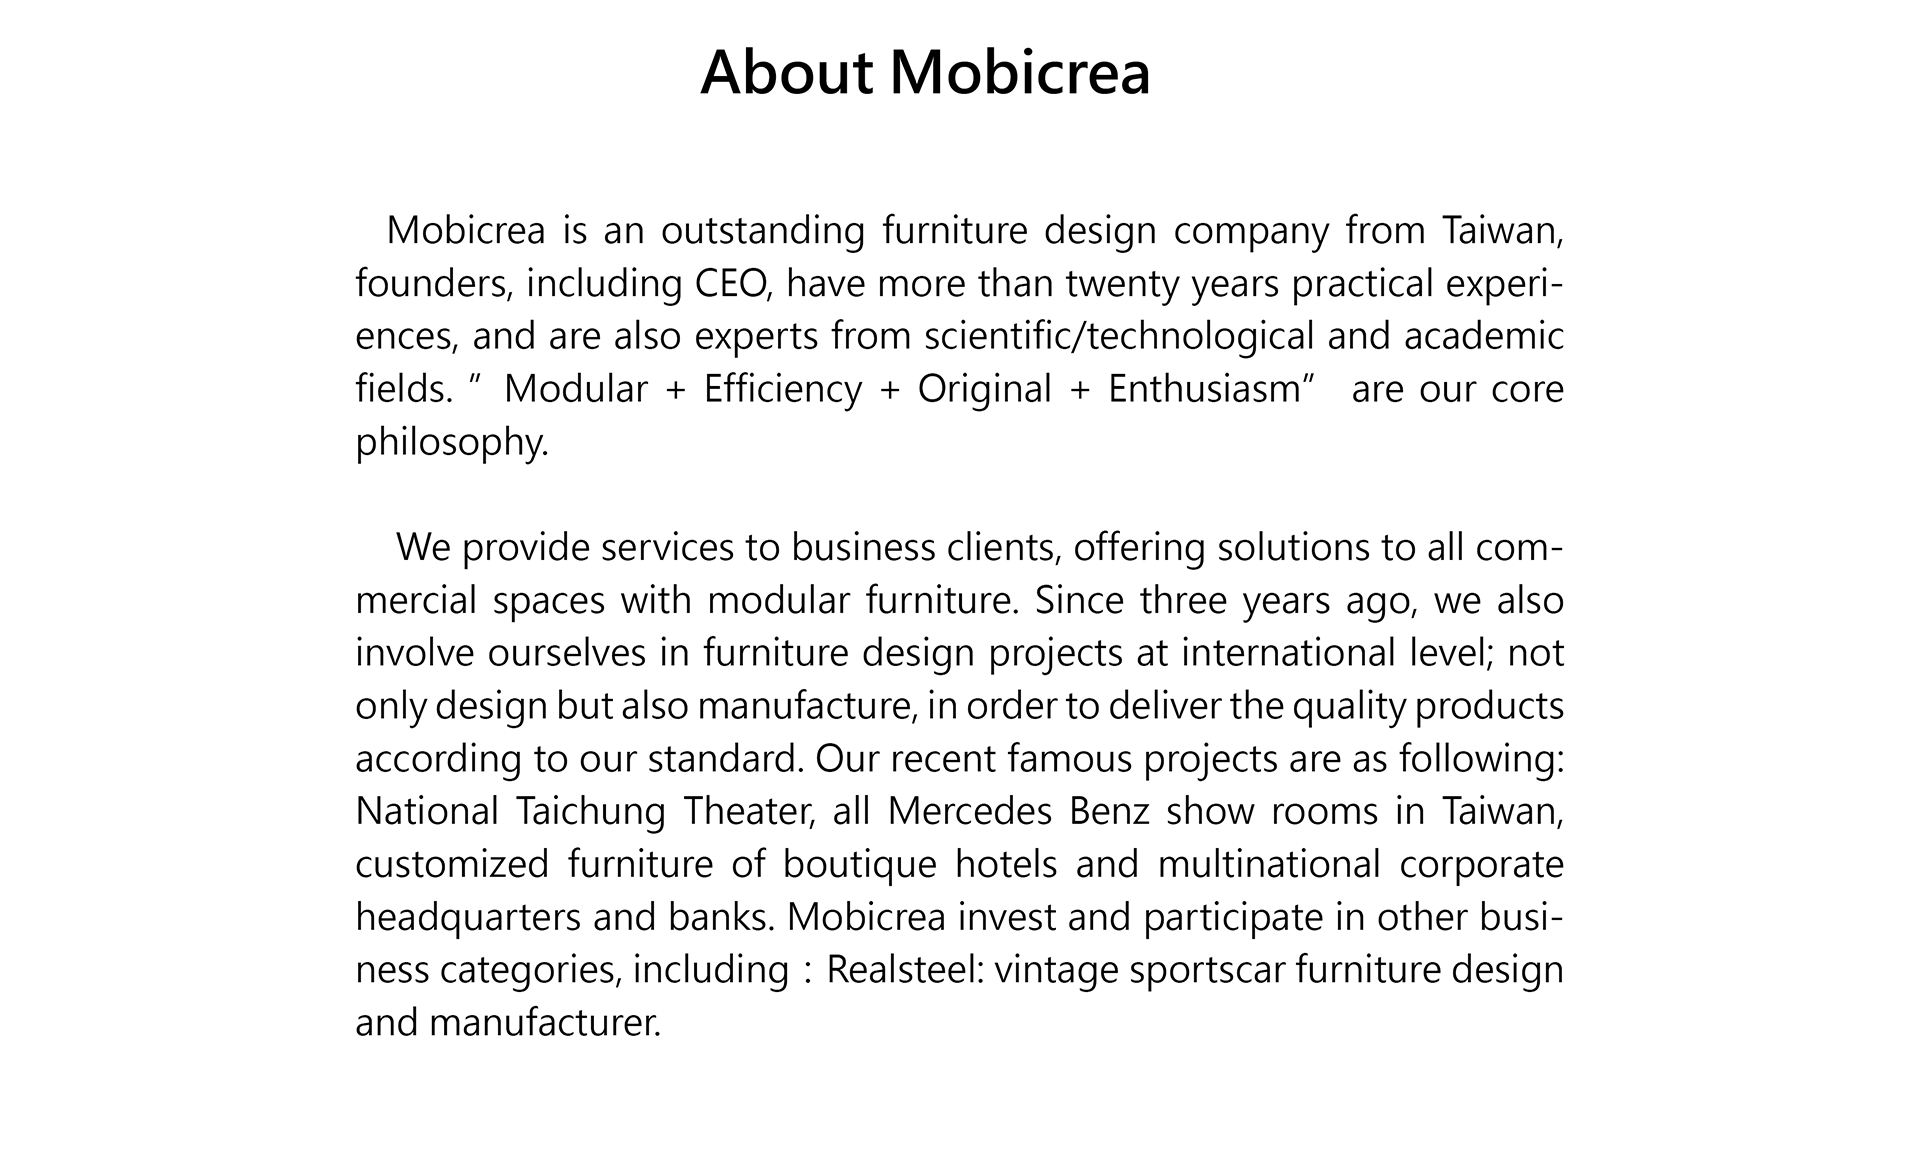 About Mobicrea
Mobicrea is an outstanding furniture design company from Taiwan,
founders, including CEO, have more than twenty years practical experi-
ences, and are also experts from scientific/technological and academic
fields. ” Modular + Efficiency + Original + Enthusiasm” are our core
philosophy.
We provide services to business clients, offering solutions to all com-
mercial spaces with modular furniture. Since three years ago, we also
involve ourselves in furniture design projects at international level; not
only design but also manufacture, in order to deliver the quality products
according to our standard. Our recent famous projects are as following:
National Taichung Theater, all Mercedes Benz show rooms in Taiwan,
customized furniture of boutique hotels and multinational corporate
headquarters and banks. Mobicrea invest and participate in other busi-
ness categories, including : Realsteel: vintage sportscar furniture design
and manufacturer.